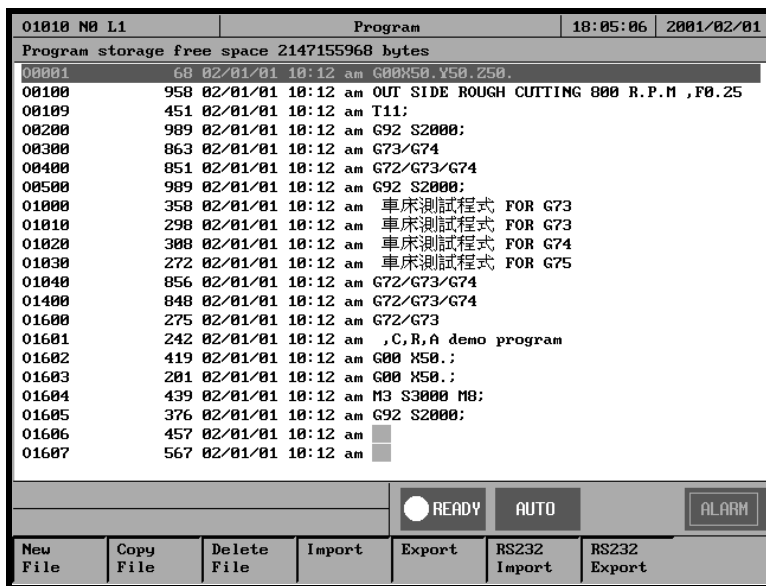 O1010 N0 L1 Program 18:05:06 2001/02/01
Program storage free space 2147155968 bytes
O0001 68 02/01/01 10:12 am G00X50.Y50.Z50.
O0100 958 02/01/01 10:12 am OUT SIDE ROUGH CUTTING 800 R.P.M ,F0.25
O0109 451 02/01/01 10:12 am T11;
O0200 989 02/01/01 10:12 am G92 S2000;
O0300 863 02/01/01 10:12 am G73/G74
O0400 851 02/01/01 10:12 am G72/G73/G74
O0500 989 02/01/01 10:12 am G92 S2000;
O1000 358 02/01/01 10:12 am 車床測試程式 FOR G73
O1010 298 02/01/01 10:12 am 車床測試程式 FOR G73
O1020 308 02/01/01 10:12 am 車床測試程式 FOR G74
O1030 272 02/01/01 10:12 am 車床測試程式 FOR G75
O1040 856 02/01/01 10:12 am G72/G73/G74
O1400 848 02/01/01 10:12 am G72/G73/G74
O1600 275 02/01/01 10:12 am G72/G73
O1601 242 02/01/01 10:12 am ,C,R,A demo program
O1602 419 02/01/01 10:12 am G00 X50.;
O1603 201 02/01/01 10:12 am G00 X50.;
O1604 439 02/01/01 10:12 am M3 S3000 M8;
O1605 376 02/01/01 10:12 am G92 S2000;
O1606 457 02/01/01 10:12 am
O1607 567 02/01/01 10:12 am
READY AUTO ALARM
New File
Copy File
Delete File
Import
Export
RS232 Import
RS232 Export